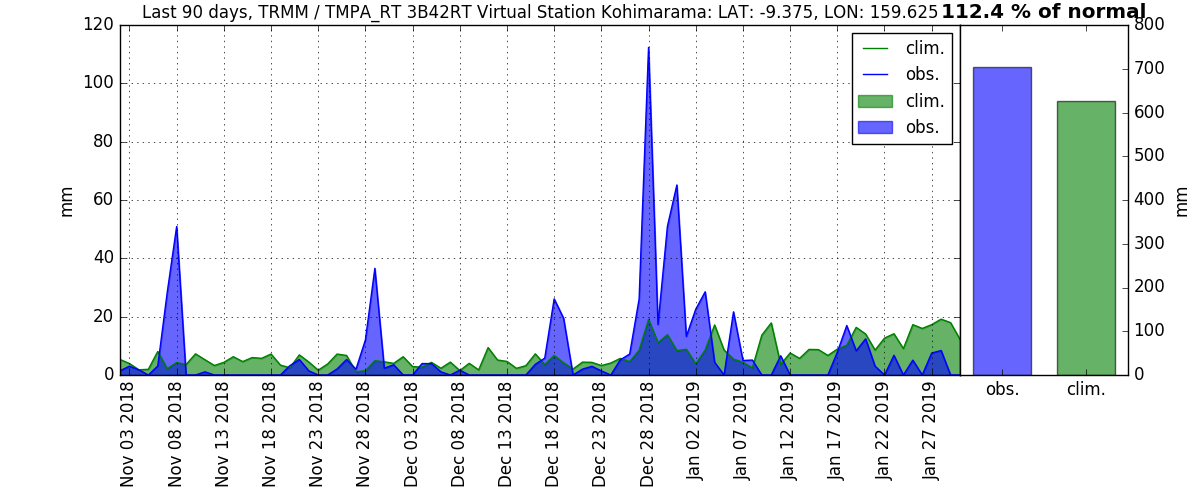 Last 90 days, TRMM / TMPA_RT 3B42RT Virtual Station Kohimarama: LAT: -9.375, LON: 159.625
112.4 % of normal
120
100
80
60
40
20
0
mm
clim.
obs.
clim.
obs.
Nov 03 2018
Nov 08 2018
Nov 13 2018
Nov 18 2018
Nov 23 2018
Nov 28 2018
Dec 03 2018
Dec 08 2018
Dec 13 2018
Dec 18 2018
Dec 23 2018
Dec 28 2018
Jan 02 2019
Jan 07 2019
Jan 12 2019
Jan 17 2019
Jan 22 2019
Jan 27 2019
800
700
600
500
400
300
200
100
0
mm
obs.
clim.